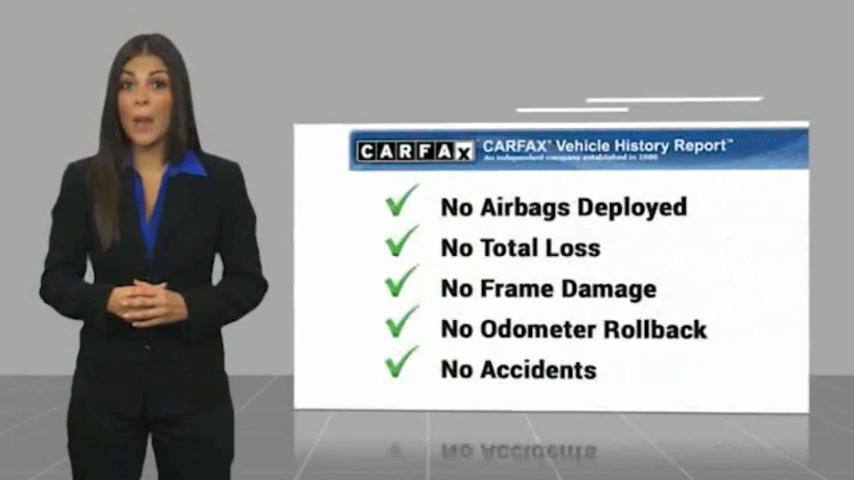 CARFAX CARFAX® Vehicle History Report™
An independent company established in 1986
No Airbags Deployed
No Total Loss
No Frame Damage
No Odometer Rollback
No Accidents